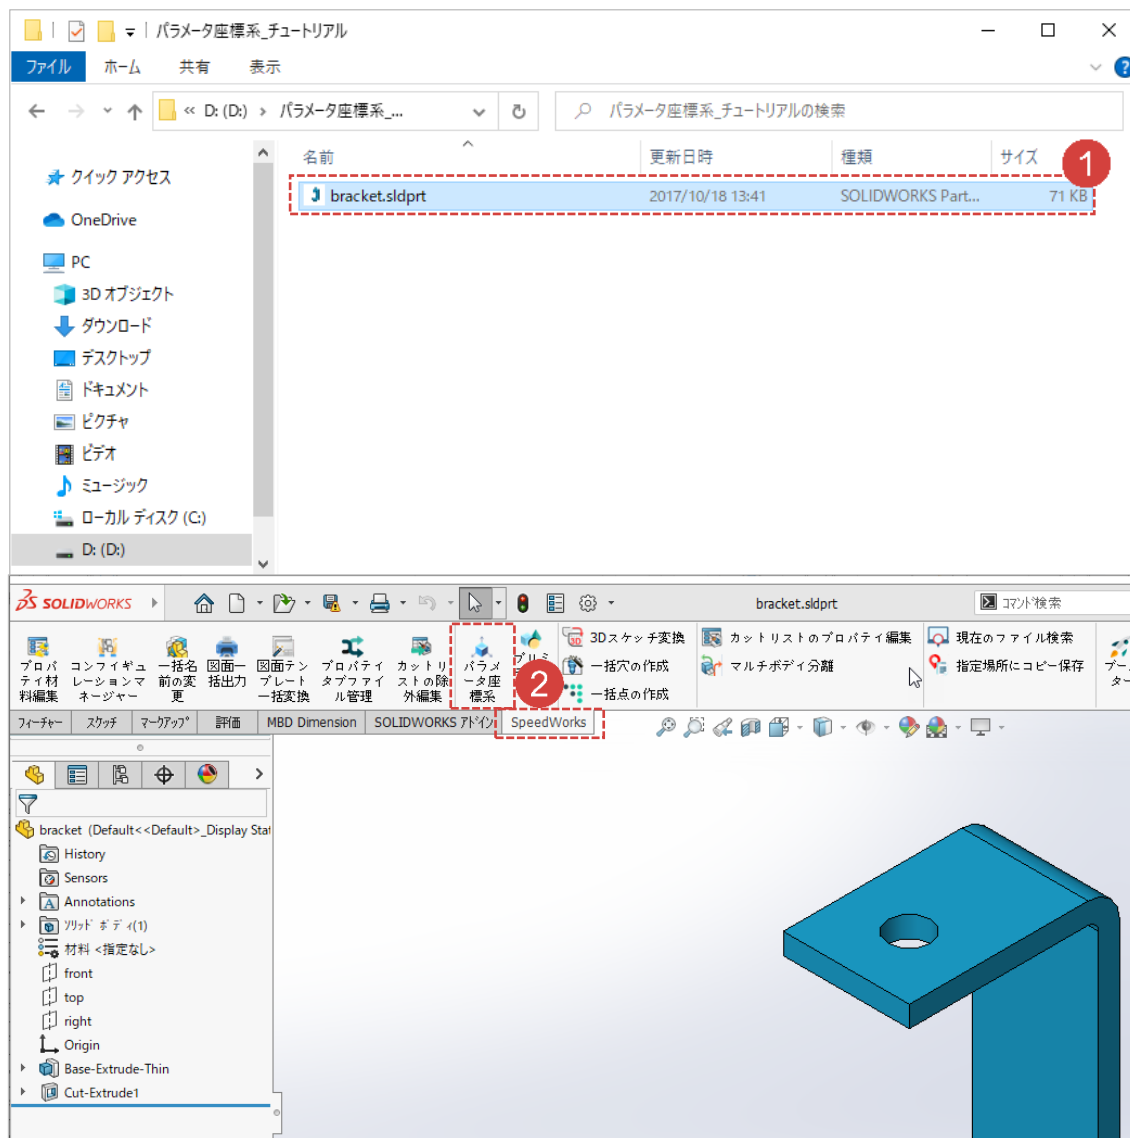 パラメータ座標系_チュートリアル
ファイル ホーム 共有 表示
?
« D: (D:) › パラメータ座標系_...
パラメータ座標系_チュートリアルの検索
名前 更新日時 種類 サイズ
1
bracket.sldprt 2017/10/18 13:41 SOLIDWORKS Part... 71 KB
クイック アクセス
OneDrive
PC
3D オブジェクト
ダウンロード
デスクトップ
ドキュメント
ピクチャ
ビデオ
ミュージック
ローカル ディスク (C:)
D: (D:)
SOLIDWORKS
bracket.sldprt
コマンド検索
プロパ
ティ材
料編集
コンフィギュ
レーションマ
ネージャー
一括名
前の変
更
図面一
括出力
図面テン
プレート
一括変換
プロパティ
タブファイ
ル管理
カットリ
ストの除
外編集
パラメ
ータ座
標系
プリミ
2
3Dスケッチ変換
一括穴の作成
一括点の作成
カットリストのプロパティ編集
マルチボディ分離
現在のファイル検索
指定場所にコピー保存
ブー
ター
フィーチャー スケッチ マークアップ 評価 MBD Dimension SOLIDWORKS アドイン SpeedWorks
bracket (Default<<Default>_Display Stat
History
Sensors
Annotations
ソリッド ボディ(1)
材料 <指定なし>
front
top
right
Origin
Base-Extrude-Thin
Cut-Extrude1